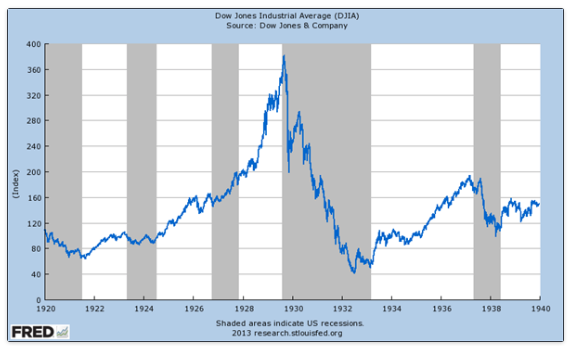 Dow Jones Industrial Average (DJIA)
Source: Dow Jones & Company
400
360
320
280
240
200
160
120
80
40
0
(Index)
1920 1922 1924 1926 1928 1930 1932 1934 1936 1938 1940
FRED
Shaded areas indicate US recessions.
2013 research.stlouisfed.org